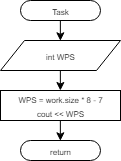 Task
int WPS
WPS = work.size * 8 - 7
cout << WPS
return